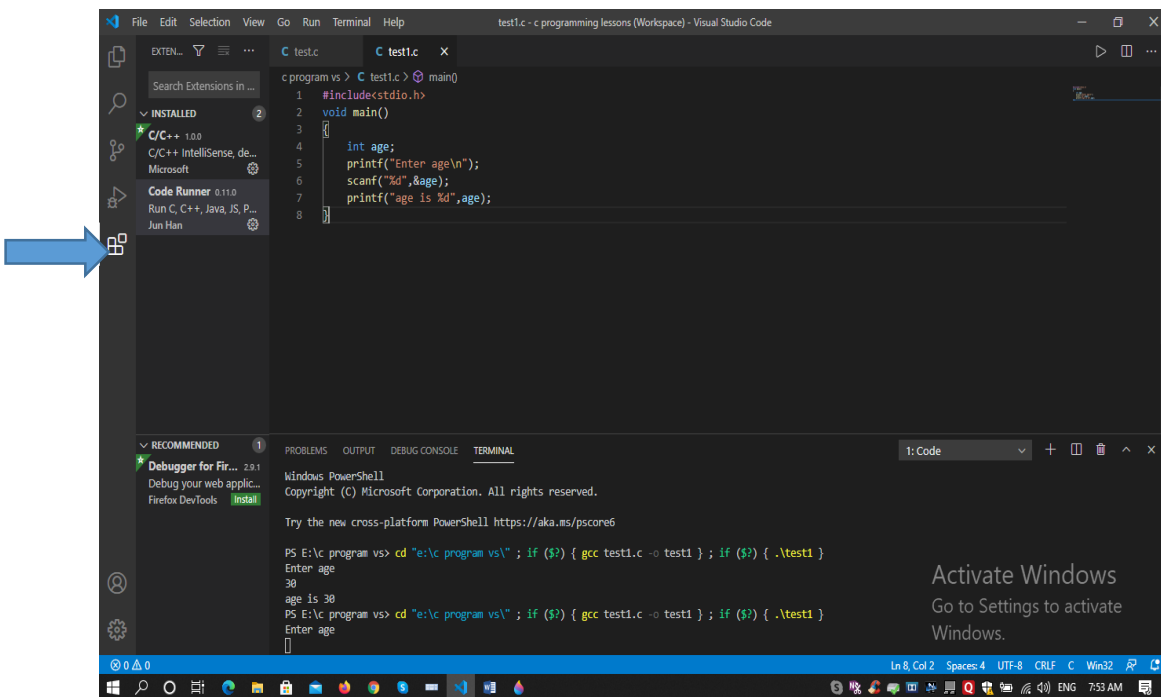 File Edit Selection View Go Run Terminal Help
test1.c - c programming lessons (Workspace) - Visual Studio Code
EXTEN...
Search Extensions in ...
INSTALLED 2
C/C++ 1.0.0
C/C++ IntelliSense, de...
Microsoft
Code Runner 0.11.0
Run C, C++, Java, JS, P...
Jun Han
RECOMMENDED 1
Debugger for Fir... 2.9.1
Debug your web applic...
Firefox DevTools Install
C test.c C test1.c X
c program vs > C test1.c > main()
1 #include<stdio.h>
2 void main()
3 {
4 int age;
5 printf("Enter age\n");
6 scanf("%d",&age);
7 printf("age is %d",age);
8 }
PROBLEMS OUTPUT DEBUG CONSOLE TERMINAL
1: Code
Windows PowerShell
Copyright (C) Microsoft Corporation. All rights reserved.
Try the new cross-platform PowerShell https://aka.ms/pscore6
PS E:\c program vs> cd "e:\c program vs\" ; if ($?) { gcc test1.c -o test1 } ; if ($?) { .\test1 }
Enter age
30
age is 30
PS E:\c program vs> cd "e:\c program vs\" ; if ($?) { gcc test1.c -o test1 } ; if ($?) { .\test1 }
Enter age
Activate Windows
Go to Settings to activate
Windows.
0 0
Ln 8, Col 2 Spaces: 4 UTF-8 CRLF C Win32
ENG 7:53 AM